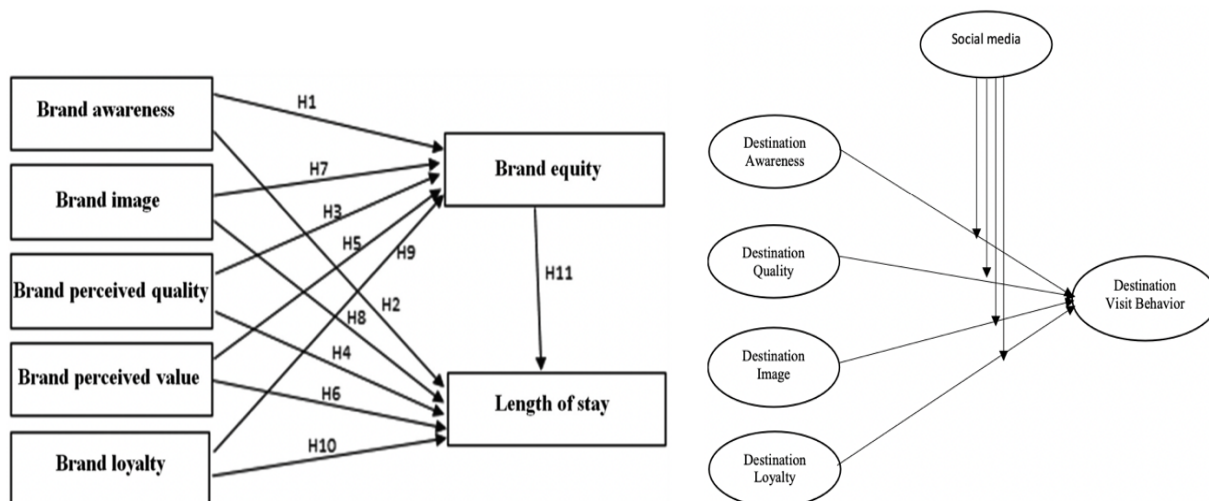 Brand awareness
Brand image
Brand perceived quality
Brand perceived value
Brand loyalty
H1
H7
H3
H5
H9
H2
H8
H4
H6
H10
Brand equity
H11
Length of stay
Social media
Destination
Awareness
Destination
Quality
Destination
Image
Destination
Loyalty
Destination
Visit Behavior